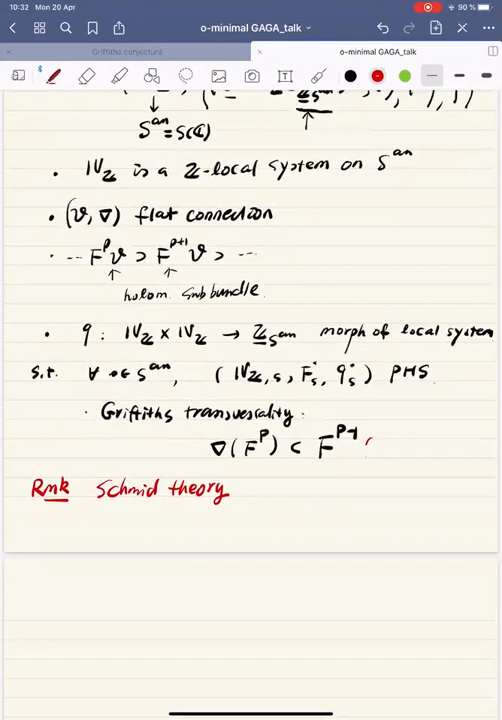 10:32 Mon 20 Apr
90 %
o-minimal GAGA_talk
Griffiths conjecture
o-minimal GAGA_talk
S^an = S(ℂ)
· 𝕍_ℤ is a ℤ-local system on S^an
· (𝒱, ∇) flat connection
· ··· F^p 𝒱 ⊃ F^{p+1} 𝒱 ⊃ ···
↑ ↑
holom. subbundle.
· q : 𝕍_ℤ × 𝕍_ℤ → ℤ_{S^an} morph of local system
s.t. ∀ s ∈ S^an, (𝕍_{ℤ,s}, F_s^•, q_s) PHS.
· Griffiths transversality.
∇(F^p) ⊂ F^{p-1}
Rmk Schmid theory